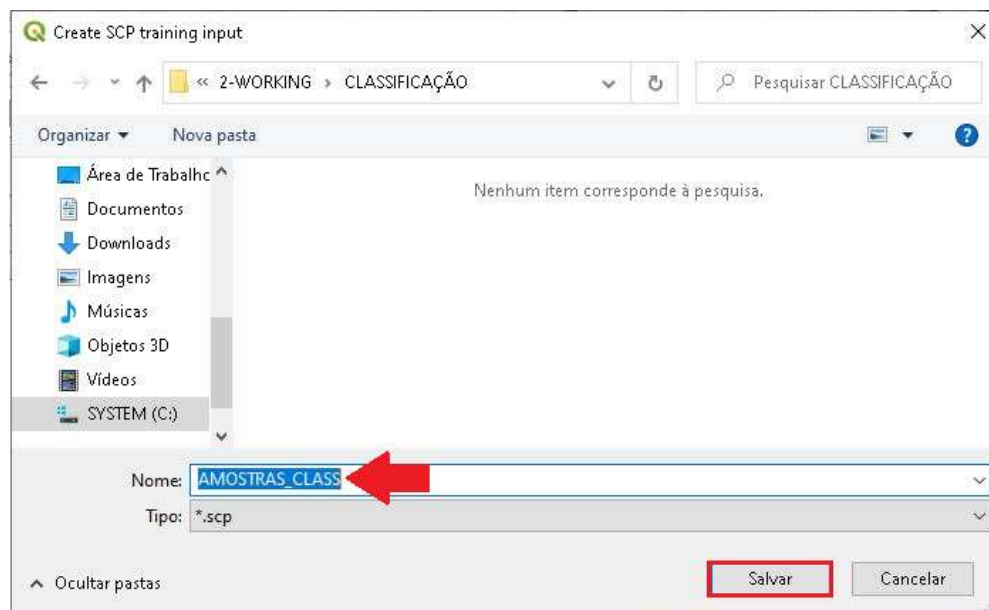 Create SCP training input
« 2-WORKING › CLASSIFICAÇÃO
Pesquisar CLASSIFICAÇÃO
Organizar
Nova pasta
Área de Trabalhc
Documentos
Downloads
Imagens
Músicas
Objetos 3D
Vídeos
SYSTEM (C:)
Nenhum item corresponde à pesquisa.
Nome: AMOSTRAS_CLASS
Tipo: *.scp
Ocultar pastas
Salvar
Cancelar